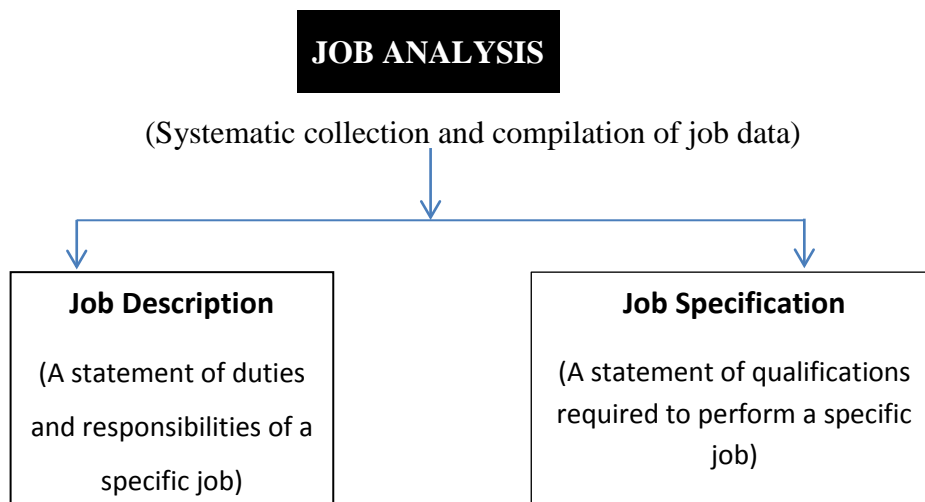 JOB ANALYSIS
(Systematic collection and compilation of job data)
Job Description
(A statement of duties
and responsibilities of a
specific job)
Job Specification
(A statement of qualifications
required to perform a specific
job)